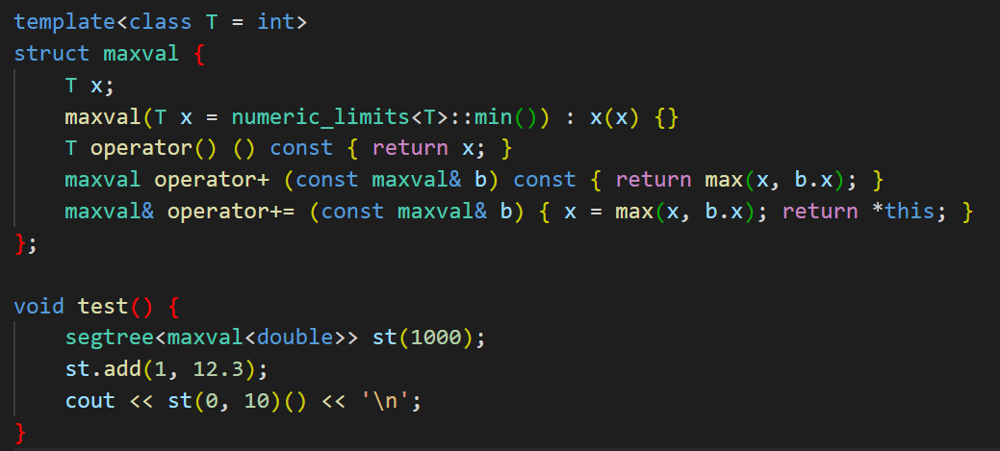 template<class T = int>
struct maxval {
    T x;
    maxval(T x = numeric_limits<T>::min()) : x(x) {}
    T operator() () const { return x; }
    maxval operator+ (const maxval& b) const { return max(x, b.x); }
    maxval& operator+= (const maxval& b) { x = max(x, b.x); return *this; }
};

void test() {
    segtree<maxval<double>> st(1000);
    st.add(1, 12.3);
    cout << st(0, 10)() << '\n';
}